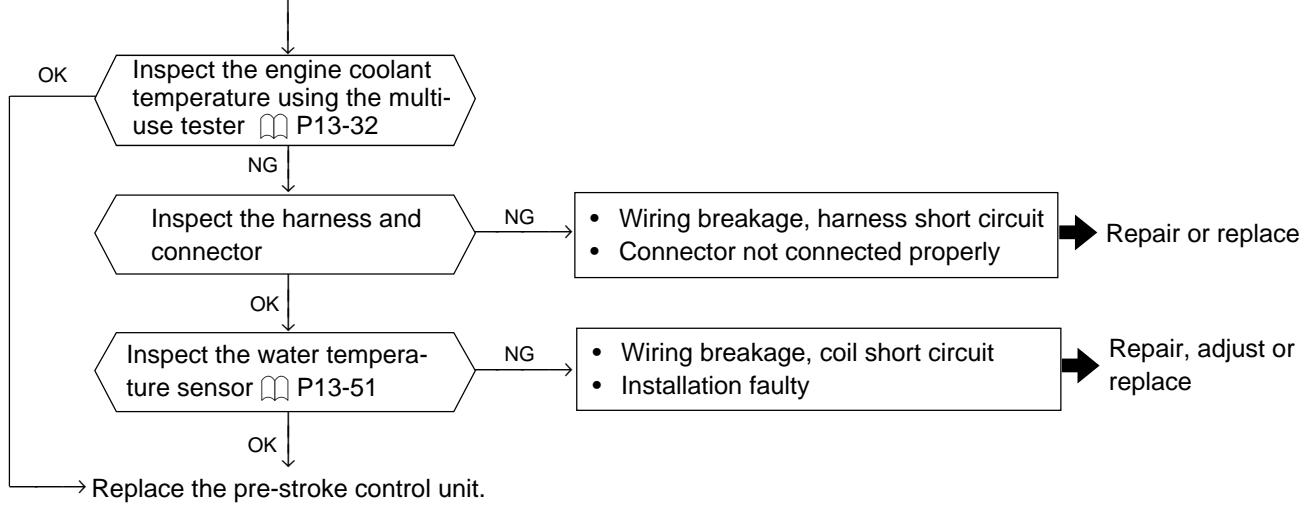 OK
Inspect the engine coolant
temperature using the multi-
use tester P13-32
NG
Inspect the harness and
connector
NG
• Wiring breakage, harness short circuit
• Connector not connected properly
Repair or replace
OK
Inspect the water tempera-
ture sensor P13-51
NG
• Wiring breakage, coil short circuit
• Installation faulty
Repair, adjust or
replace
OK
Replace the pre-stroke control unit.